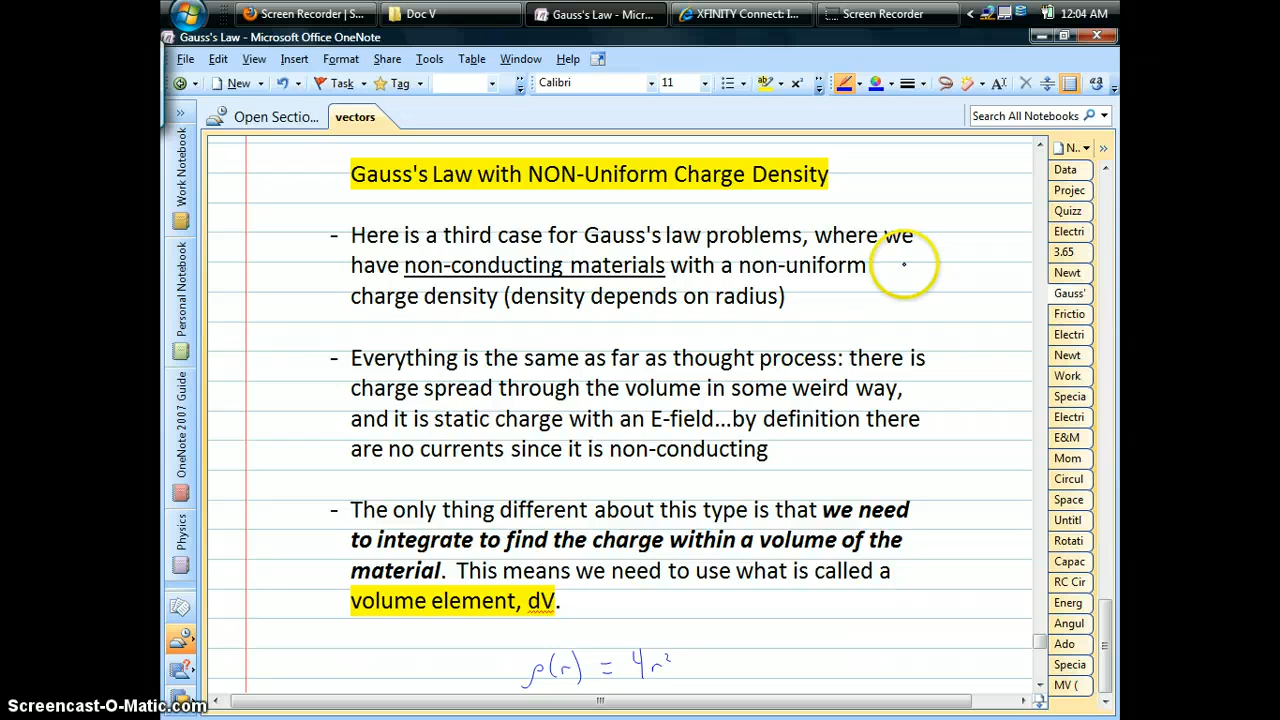 Screen Recorder | S...
Doc V
Gauss's Law - Micr...
XFINITY Connect: I...
Screen Recorder
12:04 AM
Gauss's Law - Microsoft Office OneNote
File Edit View Insert Format Share Tools Table Window Help
New Task Tag Calibri 11
Open Sectio... vectors Search All Notebooks
Work Notebook
Personal Notebook
OneNote 2007 Guide
Physics
Gauss's Law with NON-Uniform Charge Density
- Here is a third case for Gauss's law problems, where we
have non-conducting materials with a non-uniform
charge density (density depends on radius)
- Everything is the same as far as thought process: there is
charge spread through the volume in some weird way,
and it is static charge with an E-field...by definition there
are no currents since it is non-conducting
- The only thing different about this type is that we need
to integrate to find the charge within a volume of the
material. This means we need to use what is called a
volume element, dV.
ρ(r) = 4r²
N..
Data
Projec
Quizz
Electri
3.65
Newt
Gauss'
Frictio
Electri
Newt
Work
Specia
Electri
E&M
Mom
Circul
Space
Untitl
Rotati
Capac
RC Cir
Energ
Angul
Ado
Specia
MV (
Screencast-O-Matic.com